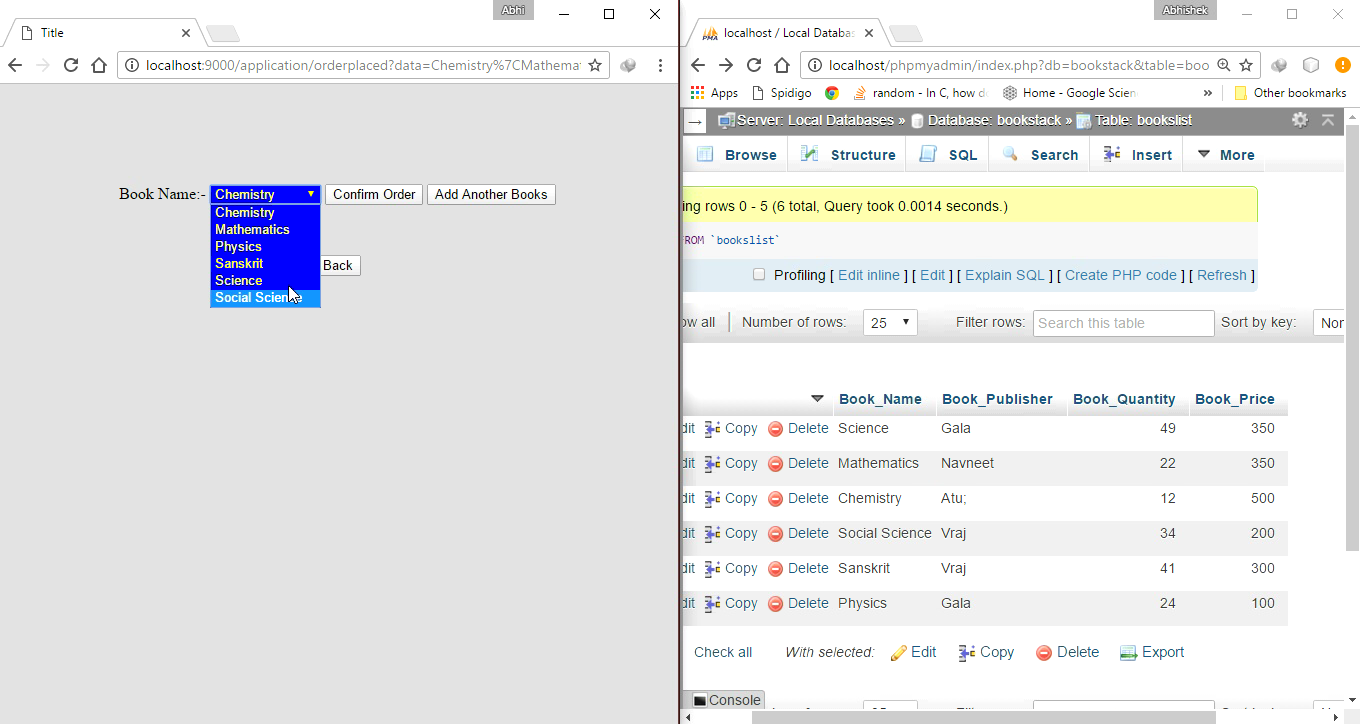 Abhi
Title
localhost:9000/application/orderplaced?data=Chemistry%7CMathema
Book Name:- Chemistry Confirm Order Add Another Books
Chemistry
Mathematics
Physics
Sanskrit
Science
Social Science
Back
Abhishek
localhost / Local Databa
localhost/phpmyadmin/index.php?db=bookstack&table=boo
Apps Spidigo random - In C, how d Home - Google Scien » Other bookmarks
Server: Local Databases » Database: bookstack » Table: bookslist
Browse Structure SQL Search Insert More
ing rows 0 - 5 (6 total, Query took 0.0014 seconds.)
FROM `bookslist`
Profiling [ Edit inline ] [ Edit ] [ Explain SQL ] [ Create PHP code ] [ Refresh ]
ow all Number of rows: 25 Filter rows: Search this table Sort by key: Non
Book_Name Book_Publisher Book_Quantity Book_Price
dit Copy Delete Science Gala 49 350
dit Copy Delete Mathematics Navneet 22 350
dit Copy Delete Chemistry Atu; 12 500
dit Copy Delete Social Science Vraj 34 200
dit Copy Delete Sanskrit Vraj 41 300
dit Copy Delete Physics Gala 24 100
Check all With selected: Edit Copy Delete Export
Console